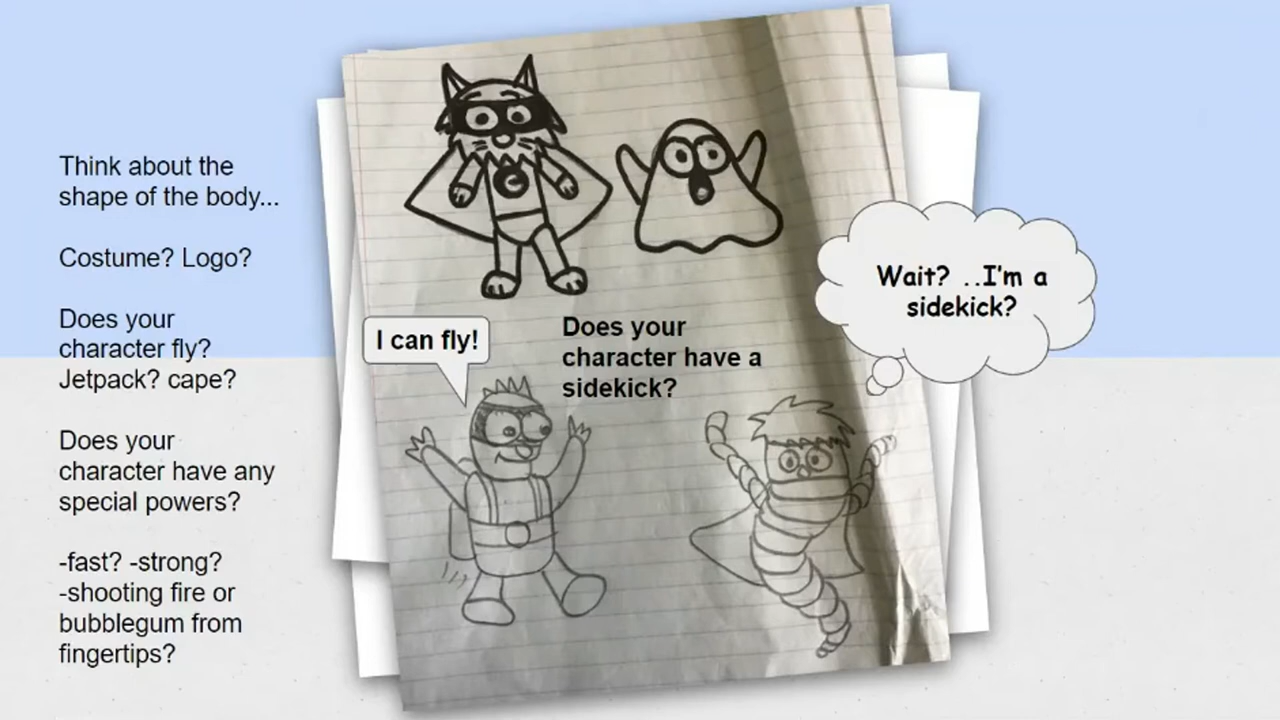 Think about the
shape of the body...
Costume? Logo?
Does your
character fly?
Jetpack? cape?
Does your
character have any
special powers?
-fast? -strong?
-shooting fire or
bubblegum from
fingertips?
I can fly!
Does your
character have a
sidekick?
Wait? ..I'm a
sidekick?